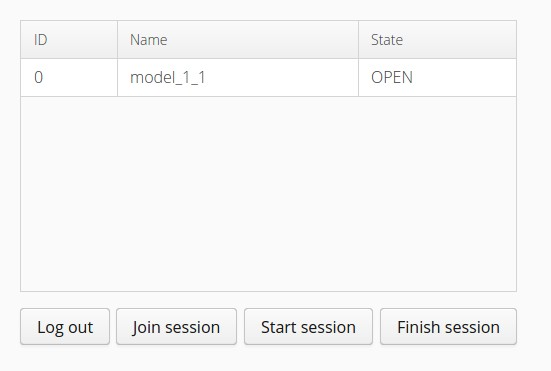 ID Name State
0 model_1_1 OPEN
Log out Join session Start session Finish session